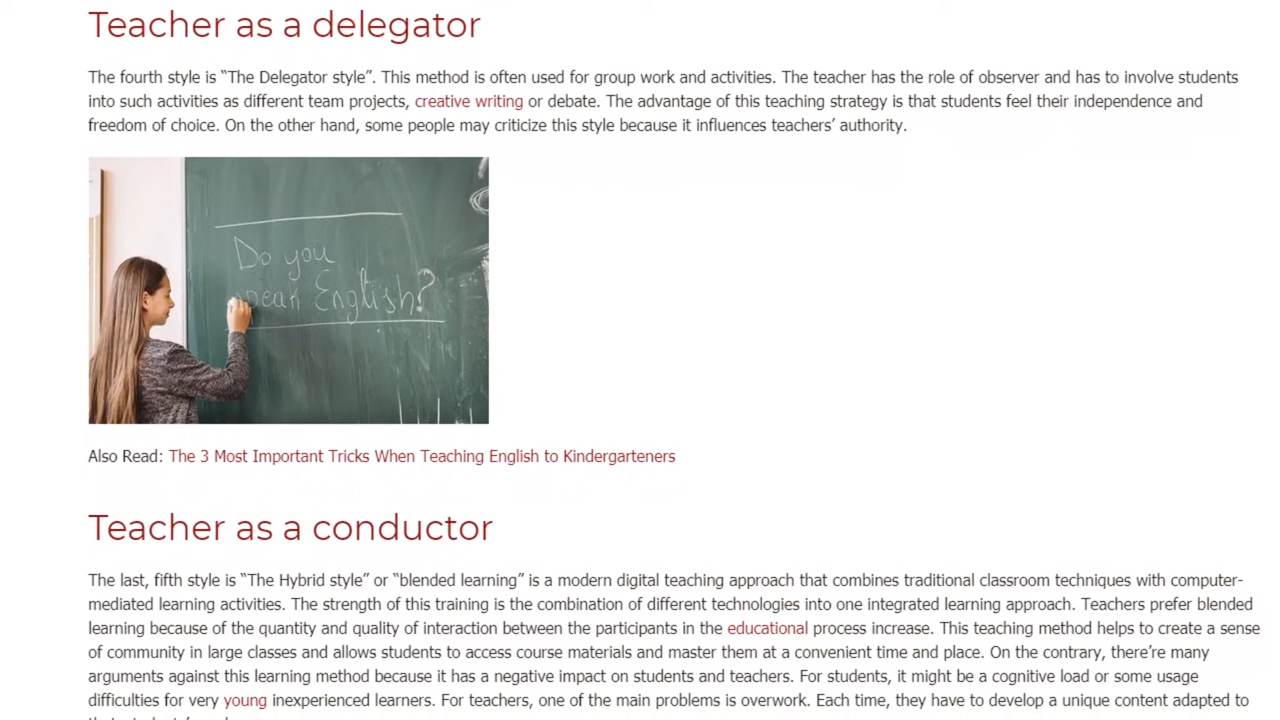 Teacher as a delegator
The fourth style is “The Delegator style”. This method is often used for group work and activities. The teacher has the role of observer and has to involve students
into such activities as different team projects, creative writing or debate. The advantage of this teaching strategy is that students feel their independence and
freedom of choice. On the other hand, some people may criticize this style because it influences teachers’ authority.
Do you
speak English?
Also Read: The 3 Most Important Tricks When Teaching English to Kindergarteners
Teacher as a conductor
The last, fifth style is “The Hybrid style” or “blended learning” is a modern digital teaching approach that combines traditional classroom techniques with computer-
mediated learning activities. The strength of this training is the combination of different technologies into one integrated learning approach. Teachers prefer blended
learning because of the quantity and quality of interaction between the participants in the educational process increase. This teaching method helps to create a sense
of community in large classes and allows students to access course materials and master them at a convenient time and place. On the contrary, there’re many
arguments against this learning method because it has a negative impact on students and teachers. For students, it might be a cognitive load or some usage
difficulties for very young inexperienced learners. For teachers, one of the main problems is overwork. Each time, they have to develop a unique content adapted to